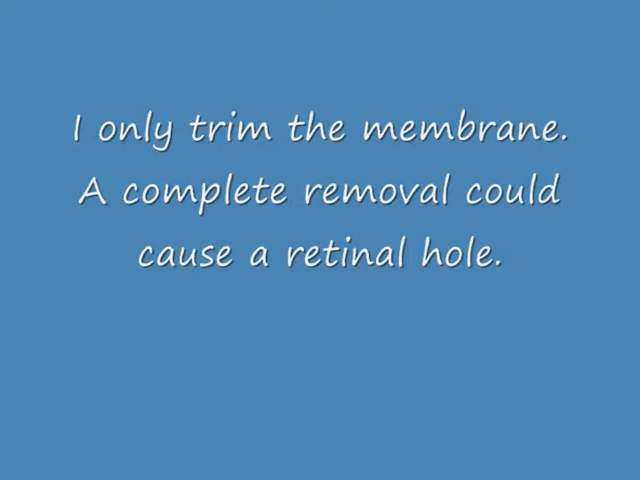 I only trim the membrane.
A complete removal could
cause a retinal hole.